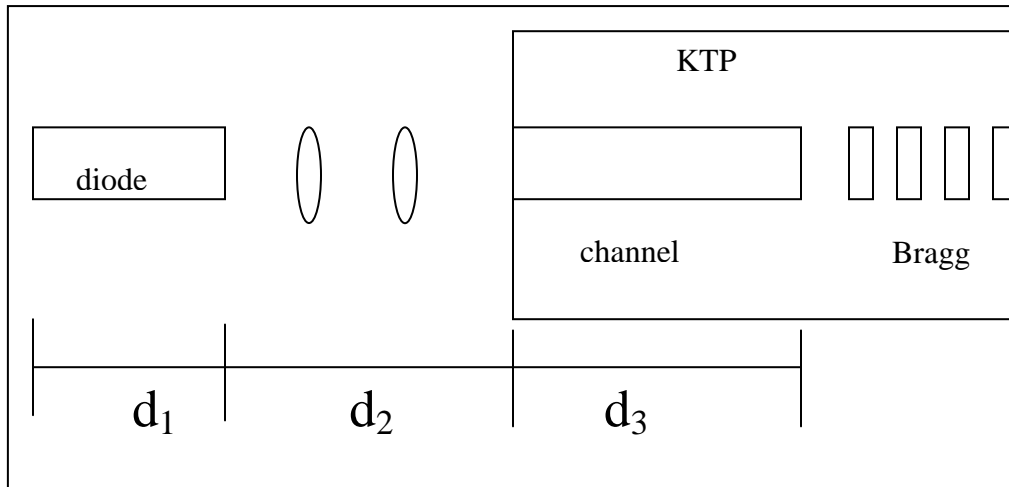 KTP
diode
channel
Bragg
d₁
d₂
d₃